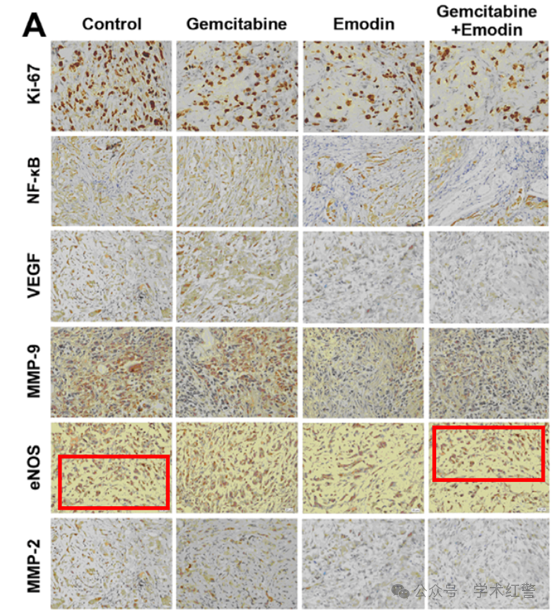 A
Control Gemcitabine Emodin Gemcitabine
+Emodin
Ki-67
NF-κB
VEGF
MMP-9
eNOS
MMP-2
公众号 · 学术红警